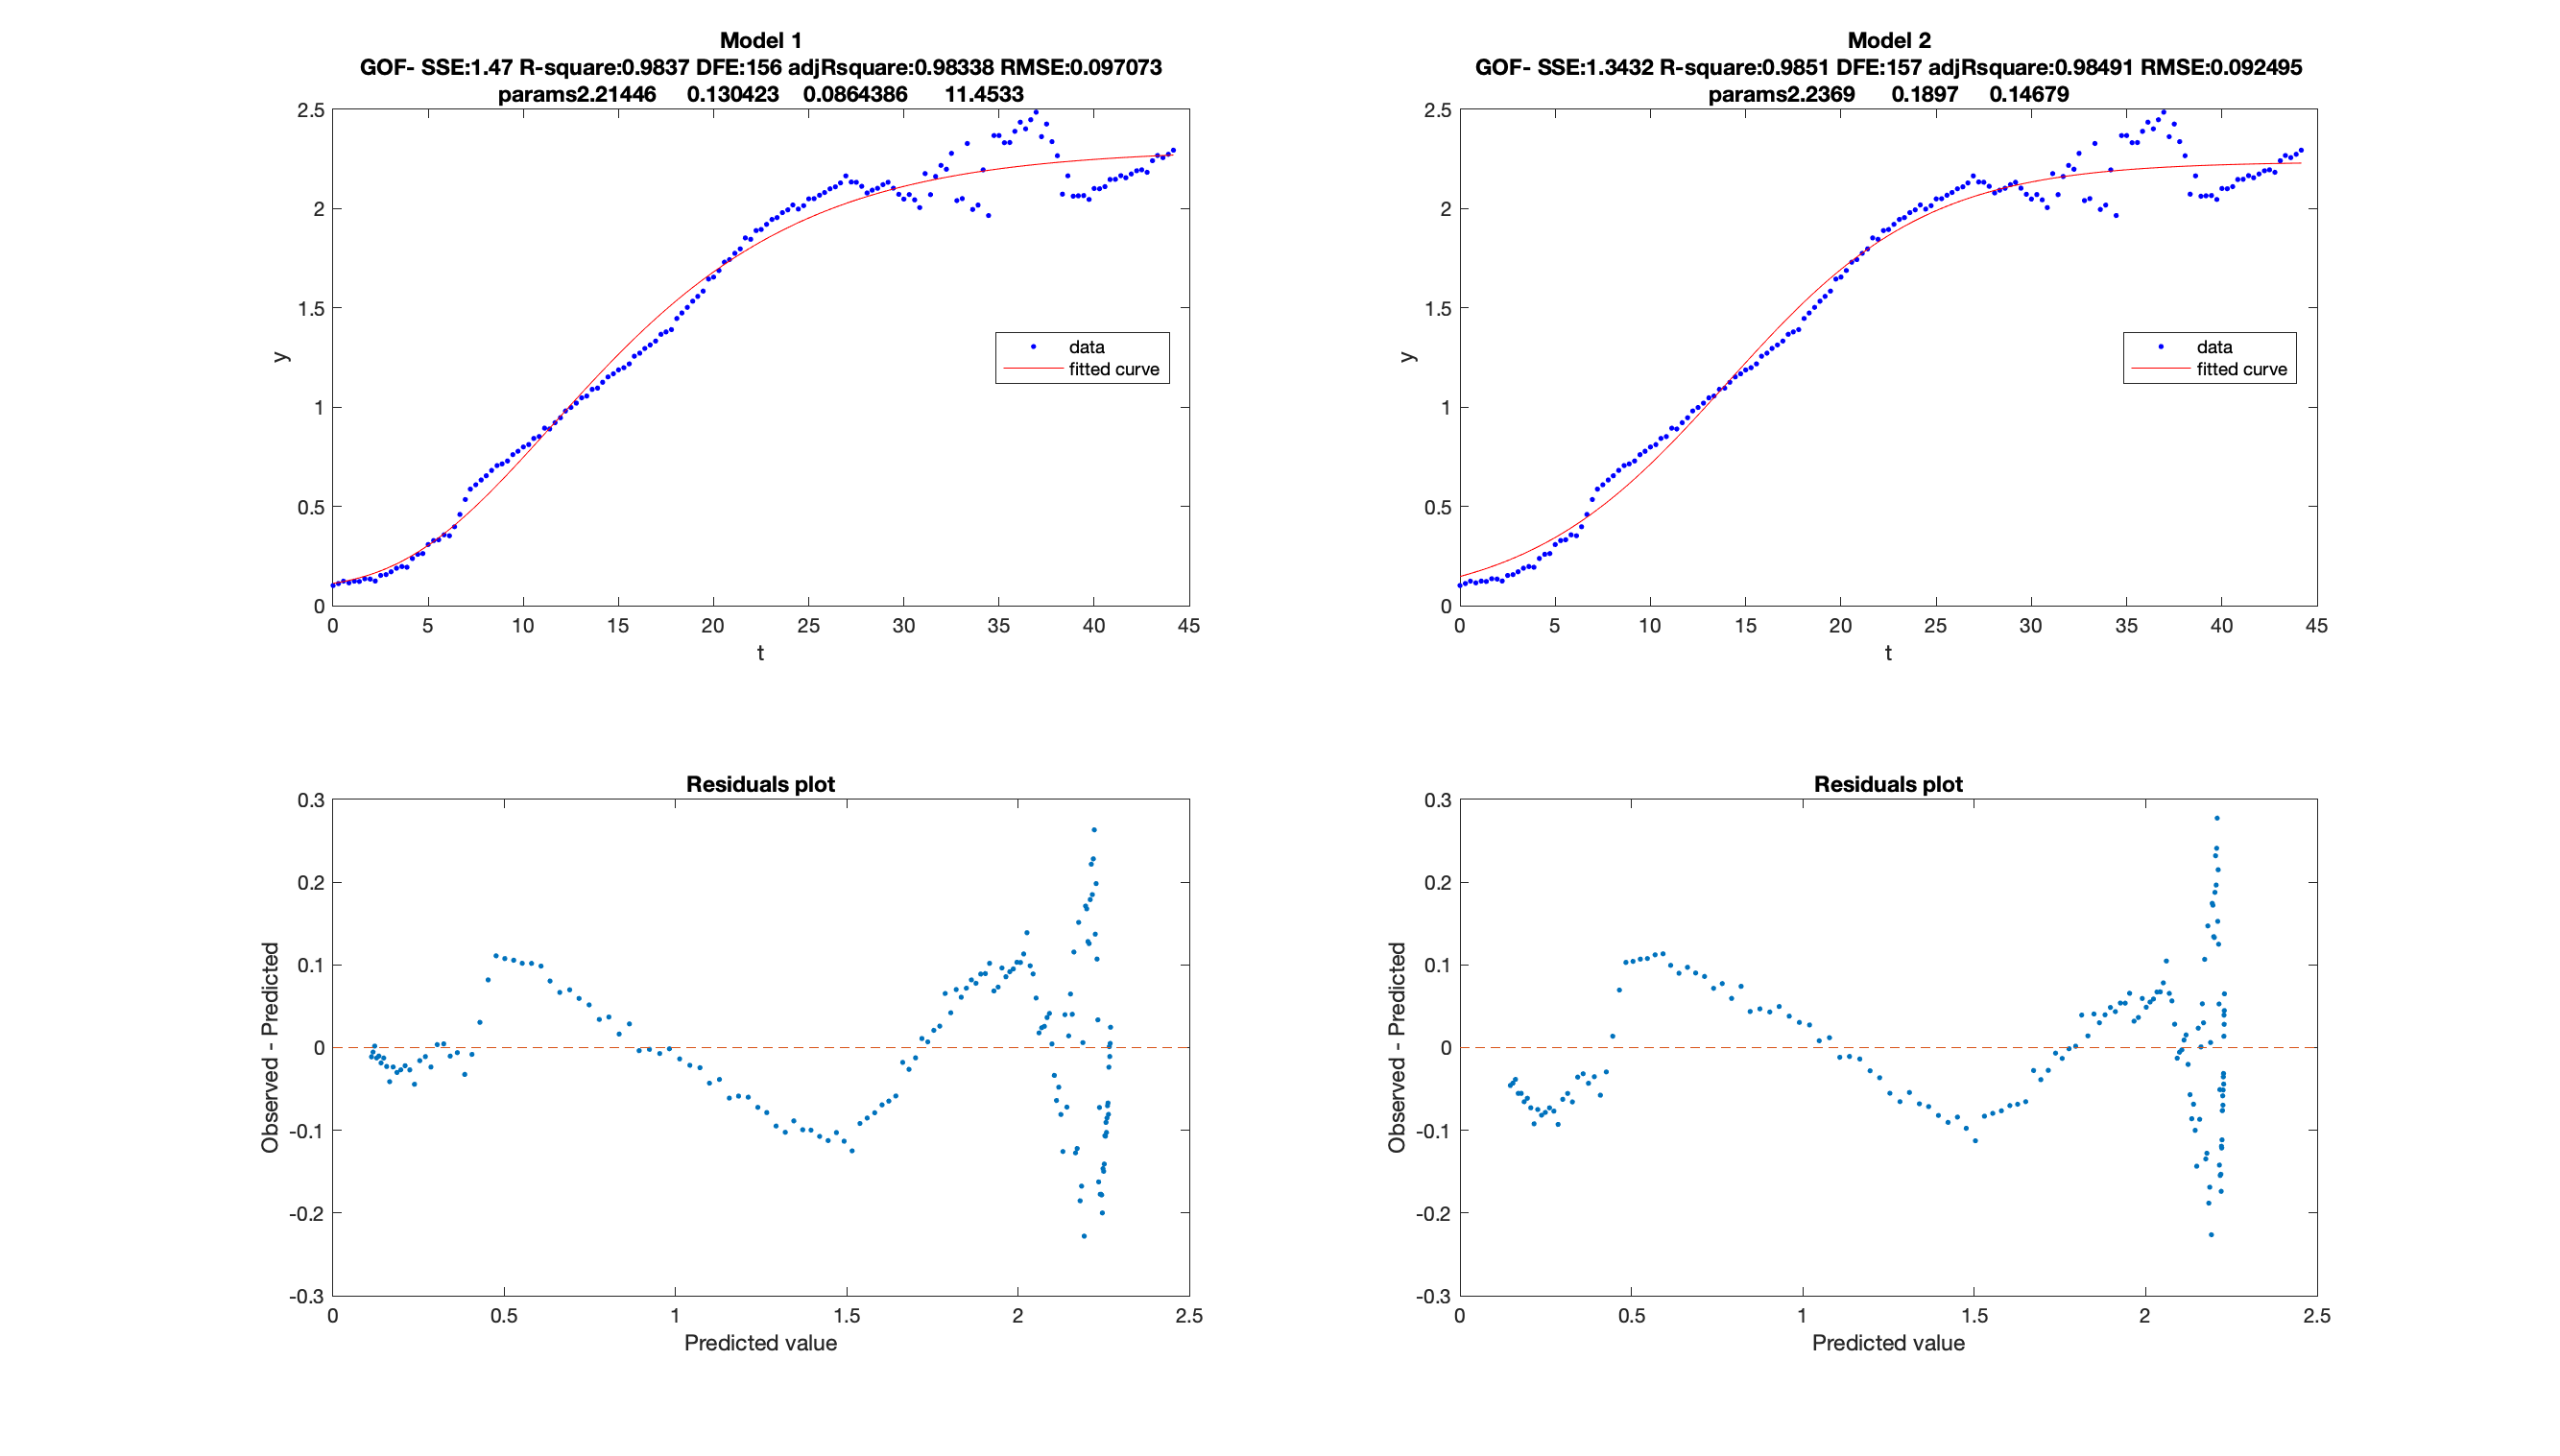 Model 1
GOF- SSE:1.47 R-square:0.9837 DFE:156 adjRsquare:0.98338 RMSE:0.097073
params2.21446 0.130423 0.0864386 11.4533
2.5
2
1.5
1
0.5
0
y
data
fitted curve
0 5 10 15 20 25 30 35 40 45
t
Model 2
GOF- SSE:1.3432 R-square:0.9851 DFE:157 adjRsquare:0.98491 RMSE:0.092495
params2.2369 0.1897 0.14679
2.5
2
1.5
1
0.5
0
y
data
fitted curve
0 5 10 15 20 25 30 35 40 45
t
Residuals plot
0.3
0.2
0.1
0
-0.1
-0.2
-0.3
Observed - Predicted
0 0.5 1 1.5 2 2.5
Predicted value
Residuals plot
0.3
0.2
0.1
0
-0.1
-0.2
-0.3
Observed - Predicted
0 0.5 1 1.5 2 2.5
Predicted value